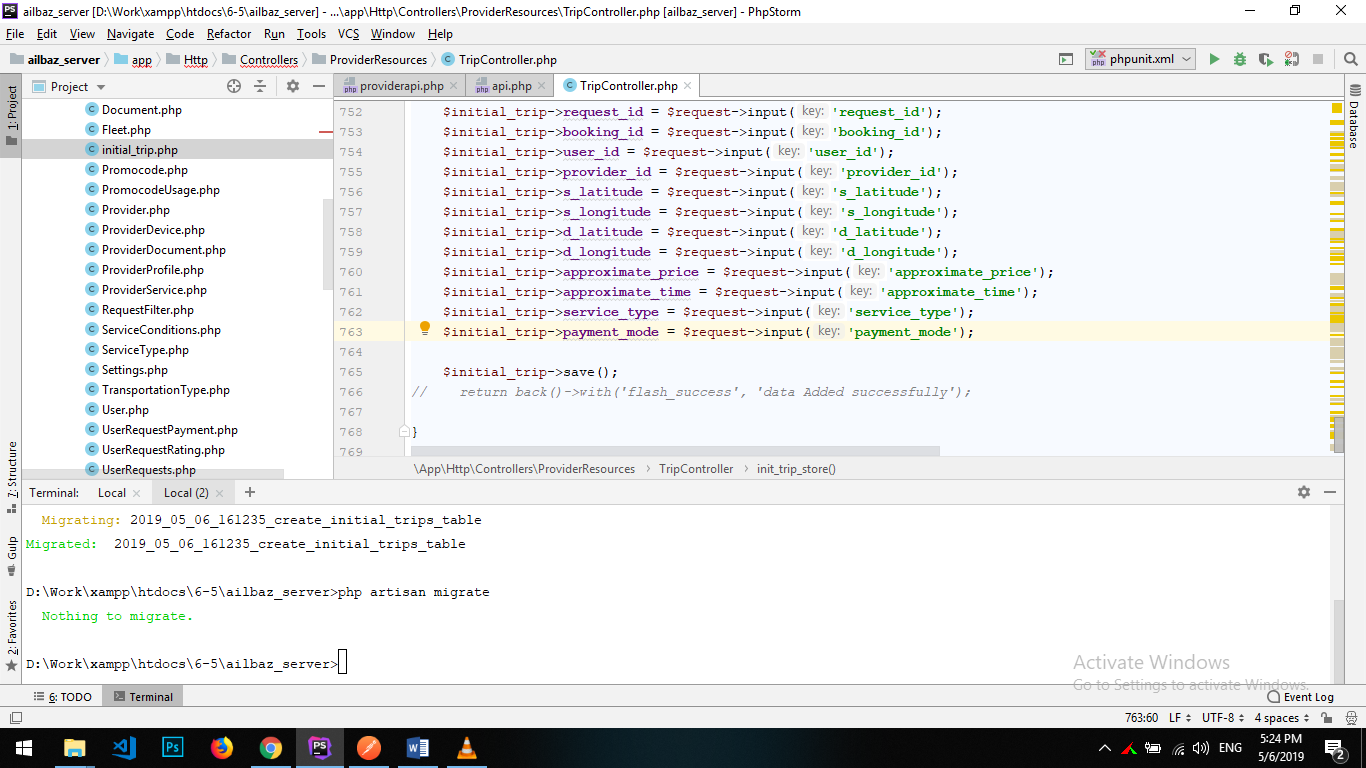 ailbaz_server [D:\Work\xampp\htdocs\6-5\ailbaz_server] - ...\app\Http\Controllers\ProviderResources\TripController.php [ailbaz_server] - PhpStorm
File Edit View Navigate Code Refactor Run Tools VCS Window Help
ailbaz_server app Http Controllers ProviderResources TripController.php phpunit.xml
Project
providerapi.php api.php TripController.php
1: Project
Z: Structure
Gulp
2: Favorites
Database
Document.php
Fleet.php
initial_trip.php
Promocode.php
PromocodeUsage.php
Provider.php
ProviderDevice.php
ProviderDocument.php
ProviderProfile.php
ProviderService.php
RequestFilter.php
ServiceConditions.php
ServiceType.php
Settings.php
TransportationType.php
User.php
UserRequestPayment.php
UserRequestRating.php
UserRequests.php
752 $initial_trip->request_id = $request->input( key: 'request_id');
753 $initial_trip->booking_id = $request->input( key: 'booking_id');
754 $initial_trip->user_id = $request->input( key: 'user_id');
755 $initial_trip->provider_id = $request->input( key: 'provider_id');
756 $initial_trip->s_latitude = $request->input( key: 's_latitude');
757 $initial_trip->s_longitude = $request->input( key: 's_longitude');
758 $initial_trip->d_latitude = $request->input( key: 'd_latitude');
759 $initial_trip->d_longitude = $request->input( key: 'd_longitude');
760 $initial_trip->approximate_price = $request->input( key: 'approximate_price');
761 $initial_trip->approximate_time = $request->input( key: 'approximate_time');
762 $initial_trip->service_type = $request->input( key: 'service_type');
763 $initial_trip->payment_mode = $request->input( key: 'payment_mode');
764
765 $initial_trip->save();
766 // return back()->with('flash_success', 'data Added successfully');
767
768 }
769
\App\Http\Controllers\ProviderResources › TripController › init_trip_store()
Terminal: Local × Local (2) × +
Migrating: 2019_05_06_161235_create_initial_trips_table
Migrated: 2019_05_06_161235_create_initial_trips_table
D:\Work\xampp\htdocs\6-5\ailbaz_server>php artisan migrate
Nothing to migrate.
D:\Work\xampp\htdocs\6-5\ailbaz_server>
Activate Windows
Go to Settings to activate Windows.
6: TODO Terminal Event Log
763:60 LF UTF-8 4 spaces
Ps PS W ENG 5:24 PM
5/6/2019 2